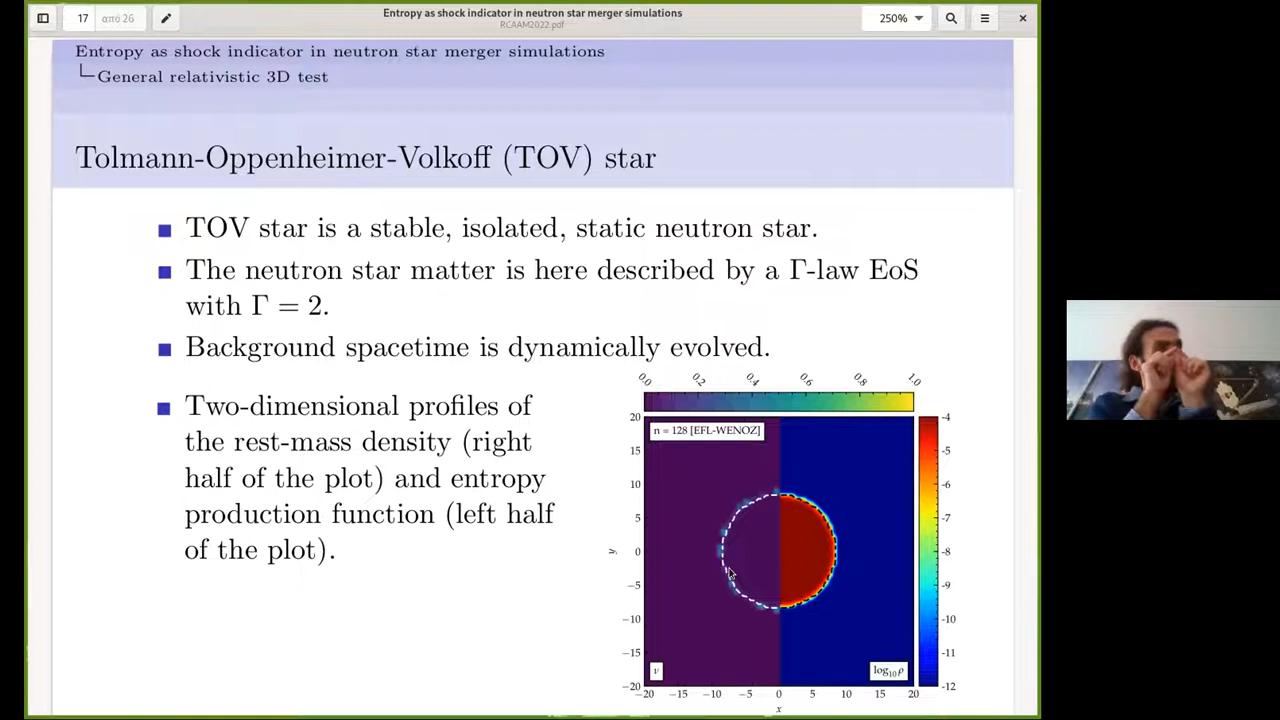 Entropy as shock indicator in neutron star merger simulations
RCAAM2022.pdf
17 από 26
250%
Entropy as shock indicator in neutron star merger simulations
General relativistic 3D test
Tolmann-Oppenheimer-Volkoff (TOV) star
TOV star is a stable, isolated, static neutron star.
The neutron star matter is here described by a Γ-law EoS
with Γ = 2.
Background spacetime is dynamically evolved.
Two-dimensional profiles of
the rest-mass density (right
half of the plot) and entropy
production function (left half
of the plot).
0.0 0.2 0.4 0.6 0.8 1.0
n = 128 [EFL-WENOZ]
20
15
10
5
0
−5
−10
−15
−20
y
-4
-5
-6
-7
-8
-9
-10
-11
-12
ν
log₁₀ρ
−20 −15 −10 −5 0 5 10 15 20
x